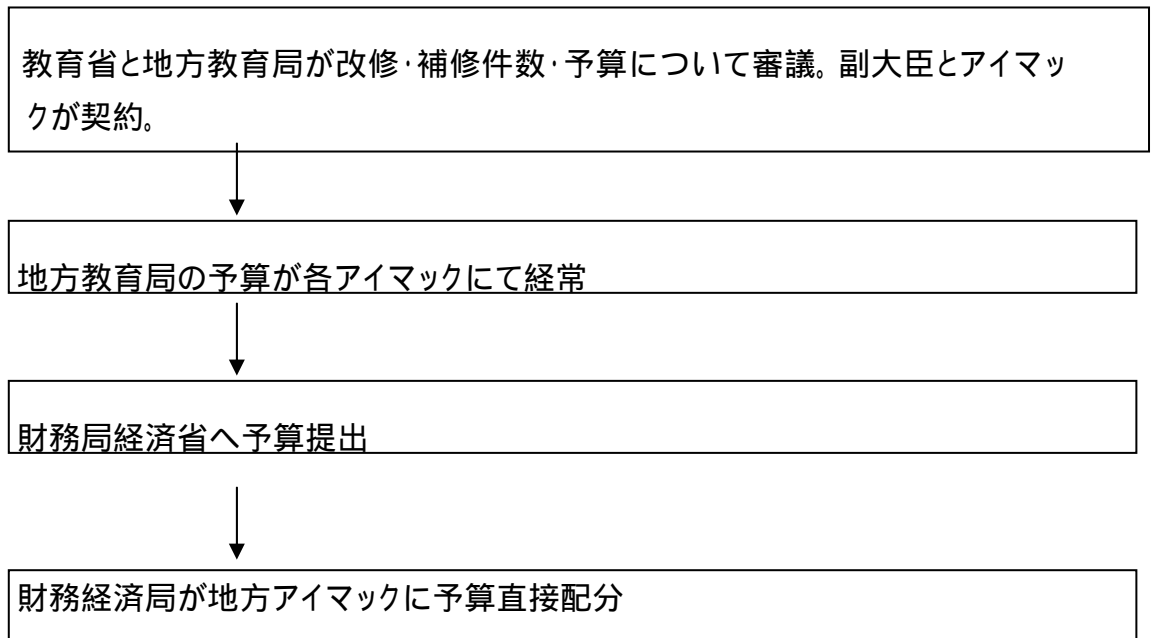 教育省と地方教育局が改修･補修件数･予算について審議。副大臣とアイマッ
クが契約。
地方教育局の予算が各アイマックにて経常
財務局経済省へ予算提出
財務経済局が地方アイマックに予算直接配分